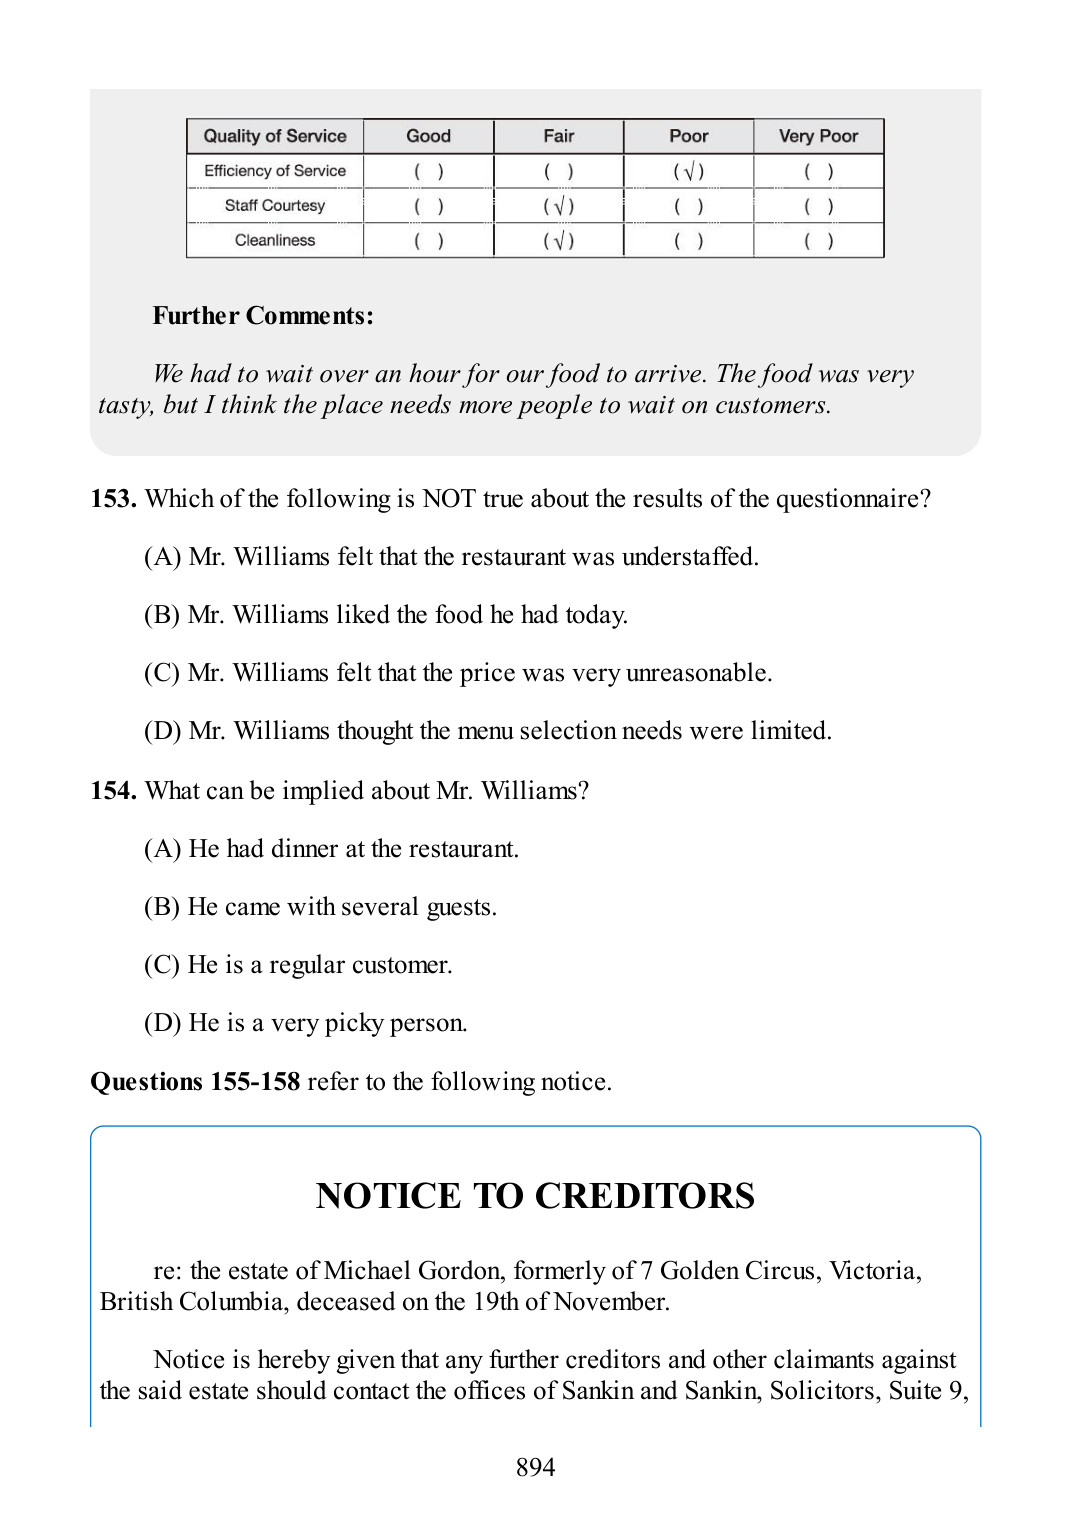 Quality of Service Good Fair Poor Very Poor
Efficiency of Service ( ) ( ) (√) ( )
Staff Courtesy ( ) (√) ( ) ( )
Cleanliness ( ) (√) ( ) ( )
Further Comments:
We had to wait over an hour for our food to arrive. The food was very
tasty, but I think the place needs more people to wait on customers.
153. Which of the following is NOT true about the results of the questionnaire?
(A) Mr. Williams felt that the restaurant was understaffed.
(B) Mr. Williams liked the food he had today.
(C) Mr. Williams felt that the price was very unreasonable.
(D) Mr. Williams thought the menu selection needs were limited.
154. What can be implied about Mr. Williams?
(A) He had dinner at the restaurant.
(B) He came with several guests.
(C) He is a regular customer.
(D) He is a very picky person.
Questions 155-158 refer to the following notice.
NOTICE TO CREDITORS
re: the estate of Michael Gordon, formerly of 7 Golden Circus, Victoria,
British Columbia, deceased on the 19th of November.
Notice is hereby given that any further creditors and other claimants against
the said estate should contact the offices of Sankin and Sankin, Solicitors, Suite 9,
894